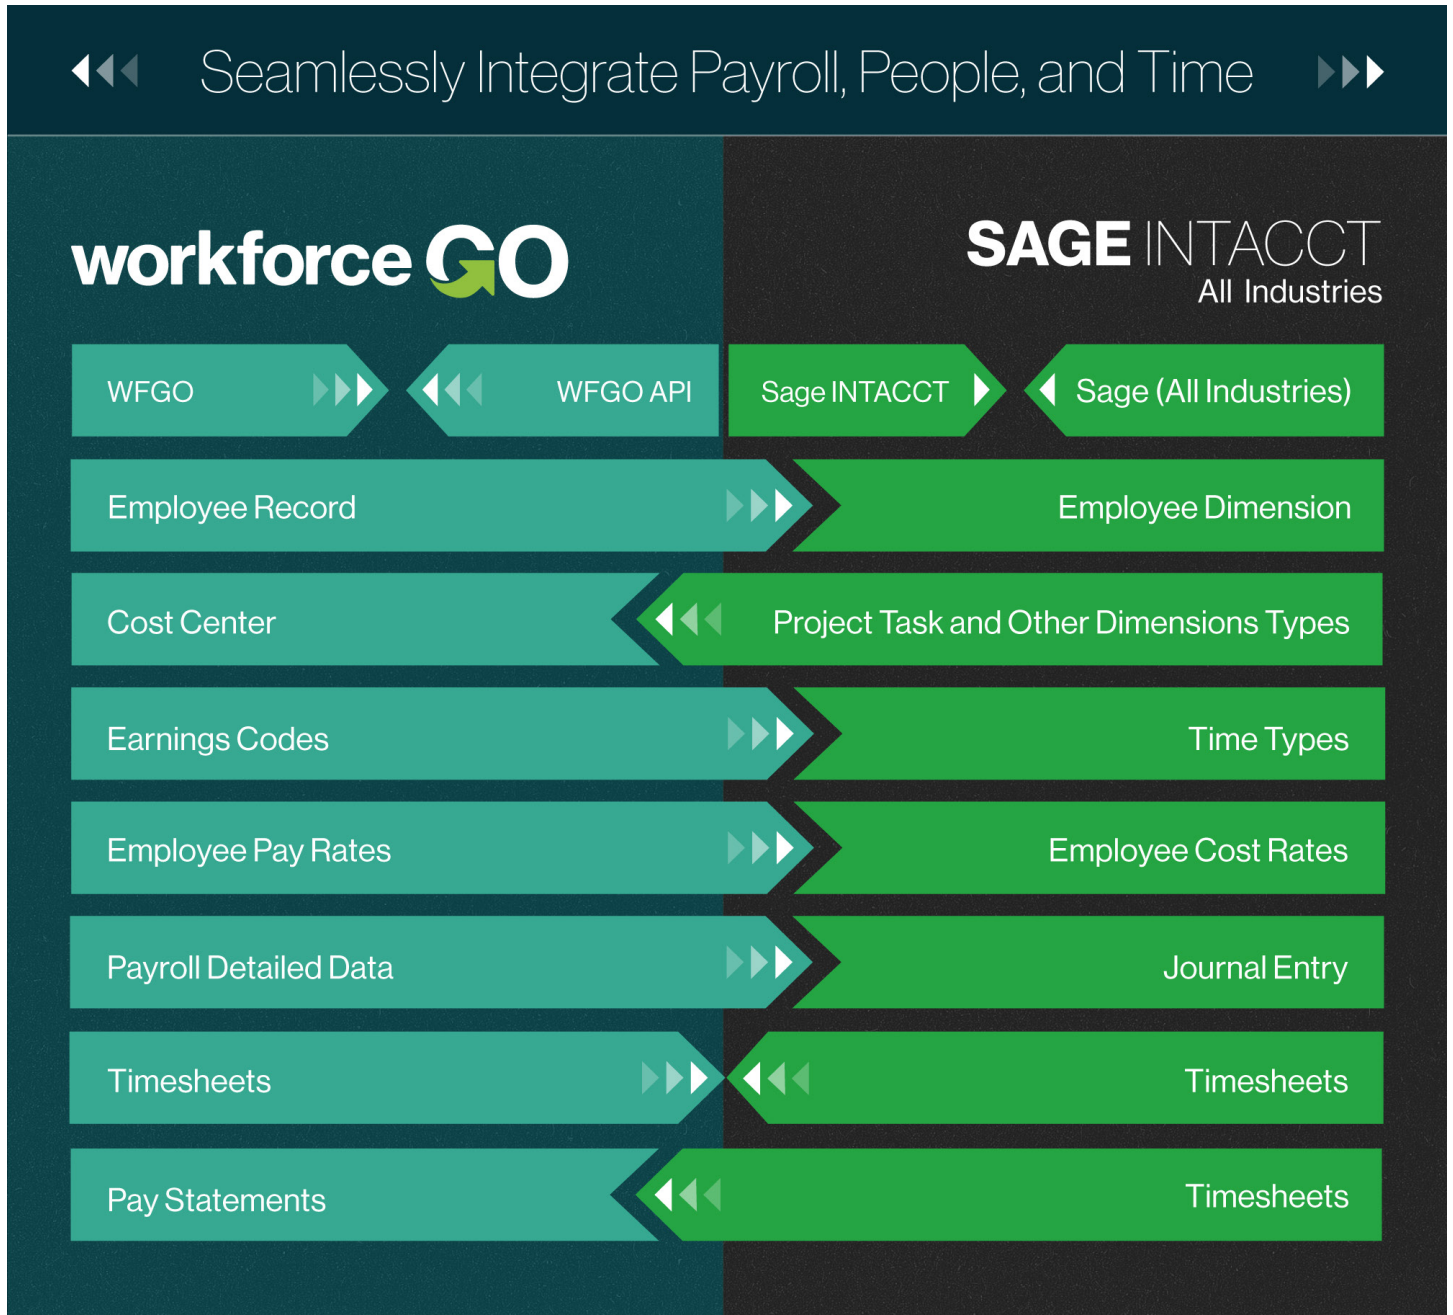 Seamlessly Integrate Payroll, People, and Time
workforce GO
SAGE INTACCT
All Industries
WFGO
WFGO API
Sage INTACCT
Sage (All Industries)
Employee Record
Employee Dimension
Cost Center
Project Task and Other Dimensions Types
Earnings Codes
Time Types
Employee Pay Rates
Employee Cost Rates
Payroll Detailed Data
Journal Entry
Timesheets
Timesheets
Pay Statements
Timesheets